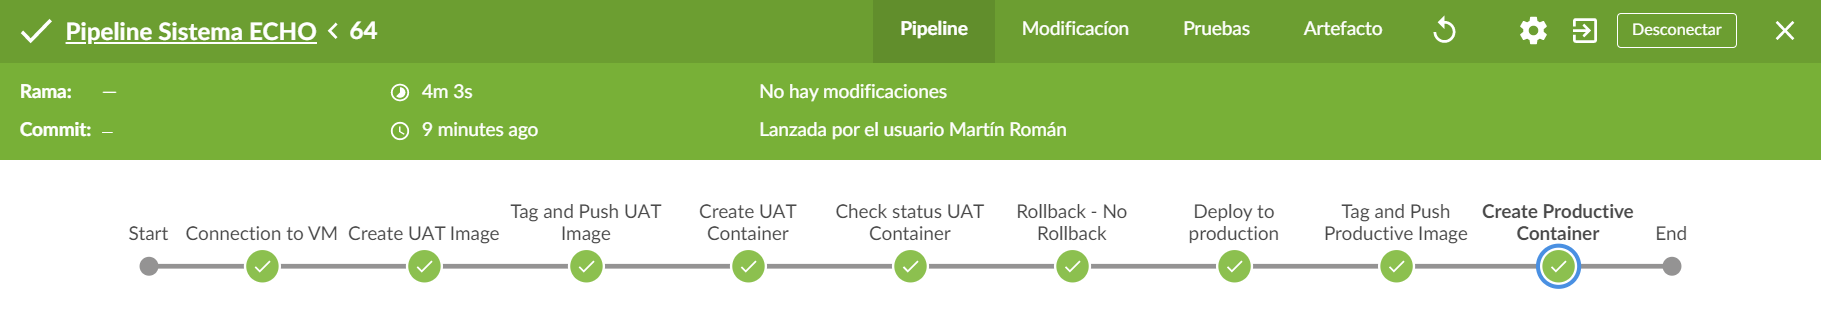 Pipeline Sistema ECHO < 64
Pipeline
Modificacíon
Pruebas
Artefacto
Desconectar
Rama: —
4m 3s
No hay modificaciones
Commit: –
9 minutes ago
Lanzada por el usuario Martín Román
Start
Connection to VM
Create UAT Image
Tag and Push UAT
Image
Create UAT
Container
Check status UAT
Container
Rollback - No
Rollback
Deploy to
production
Tag and Push
Productive Image
Create Productive
Container
End